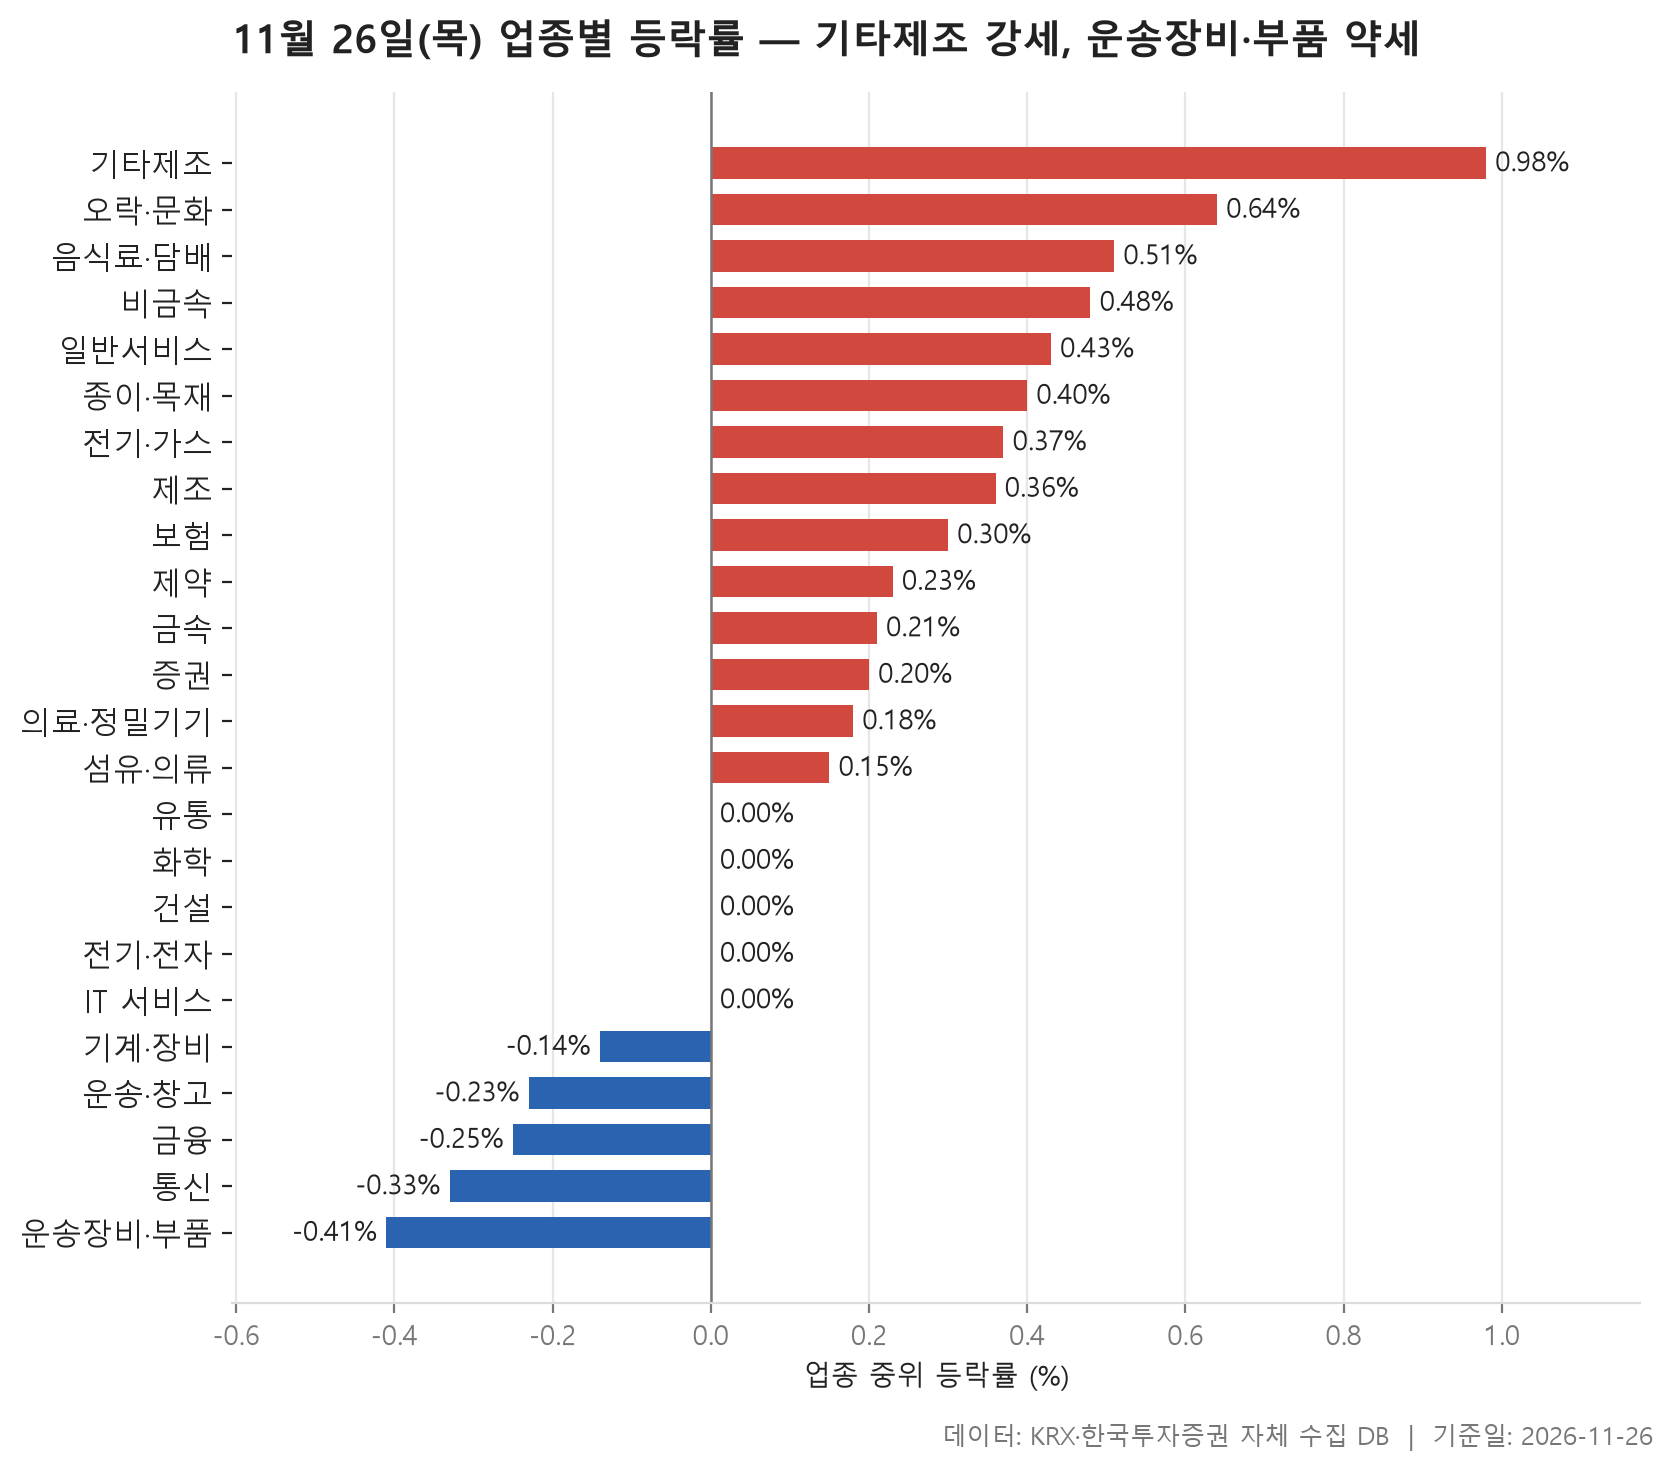 11월 26일(목) 업종별 등락률 — 기타제조 강세, 운송장비·부품 약세
기타제조 0.98%
오락·문화 0.64%
음식료·담배 0.51%
비금속 0.48%
일반서비스 0.43%
종이·목재 0.40%
전기·가스 0.37%
제조 0.36%
보험 0.30%
제약 0.23%
금속 0.21%
증권 0.20%
의료·정밀기기 0.18%
섬유·의류 0.15%
유통 0.00%
화학 0.00%
건설 0.00%
전기·전자 0.00%
IT 서비스 0.00%
기계·장비 -0.14%
운송·창고 -0.23%
금융 -0.25%
통신 -0.33%
운송장비·부품 -0.41%
-0.6 -0.4 -0.2 0.0 0.2 0.4 0.6 0.8 1.0
업종 중위 등락률 (%)
데이터: KRX·한국투자증권 자체 수집 DB | 기준일: 2026-11-26